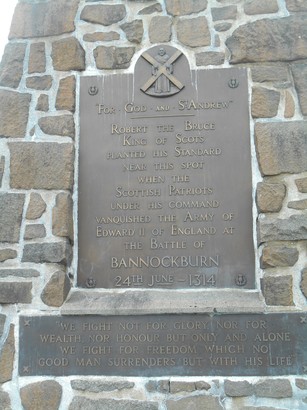 "FOR · GOD · AND · ST ANDREW"
ROBERT THE BRUCE
KING OF SCOTS
PLANTED HIS STANDARD
NEAR THIS SPOT
WHEN THE
SCOTTISH PATRIOTS
UNDER HIS COMMAND
VANQUISHED THE ARMY OF
EDWARD II OF ENGLAND AT
THE BATTLE OF
BANNOCKBURN
24TH JUNE - 1314
"WE FIGHT NOT FOR GLORY NOR FOR
WEALTH NOR HONOUR BUT ONLY AND ALONE
WE FIGHT FOR FREEDOM WHICH NO
GOOD MAN SURRENDERS BUT WITH HIS LIFE"